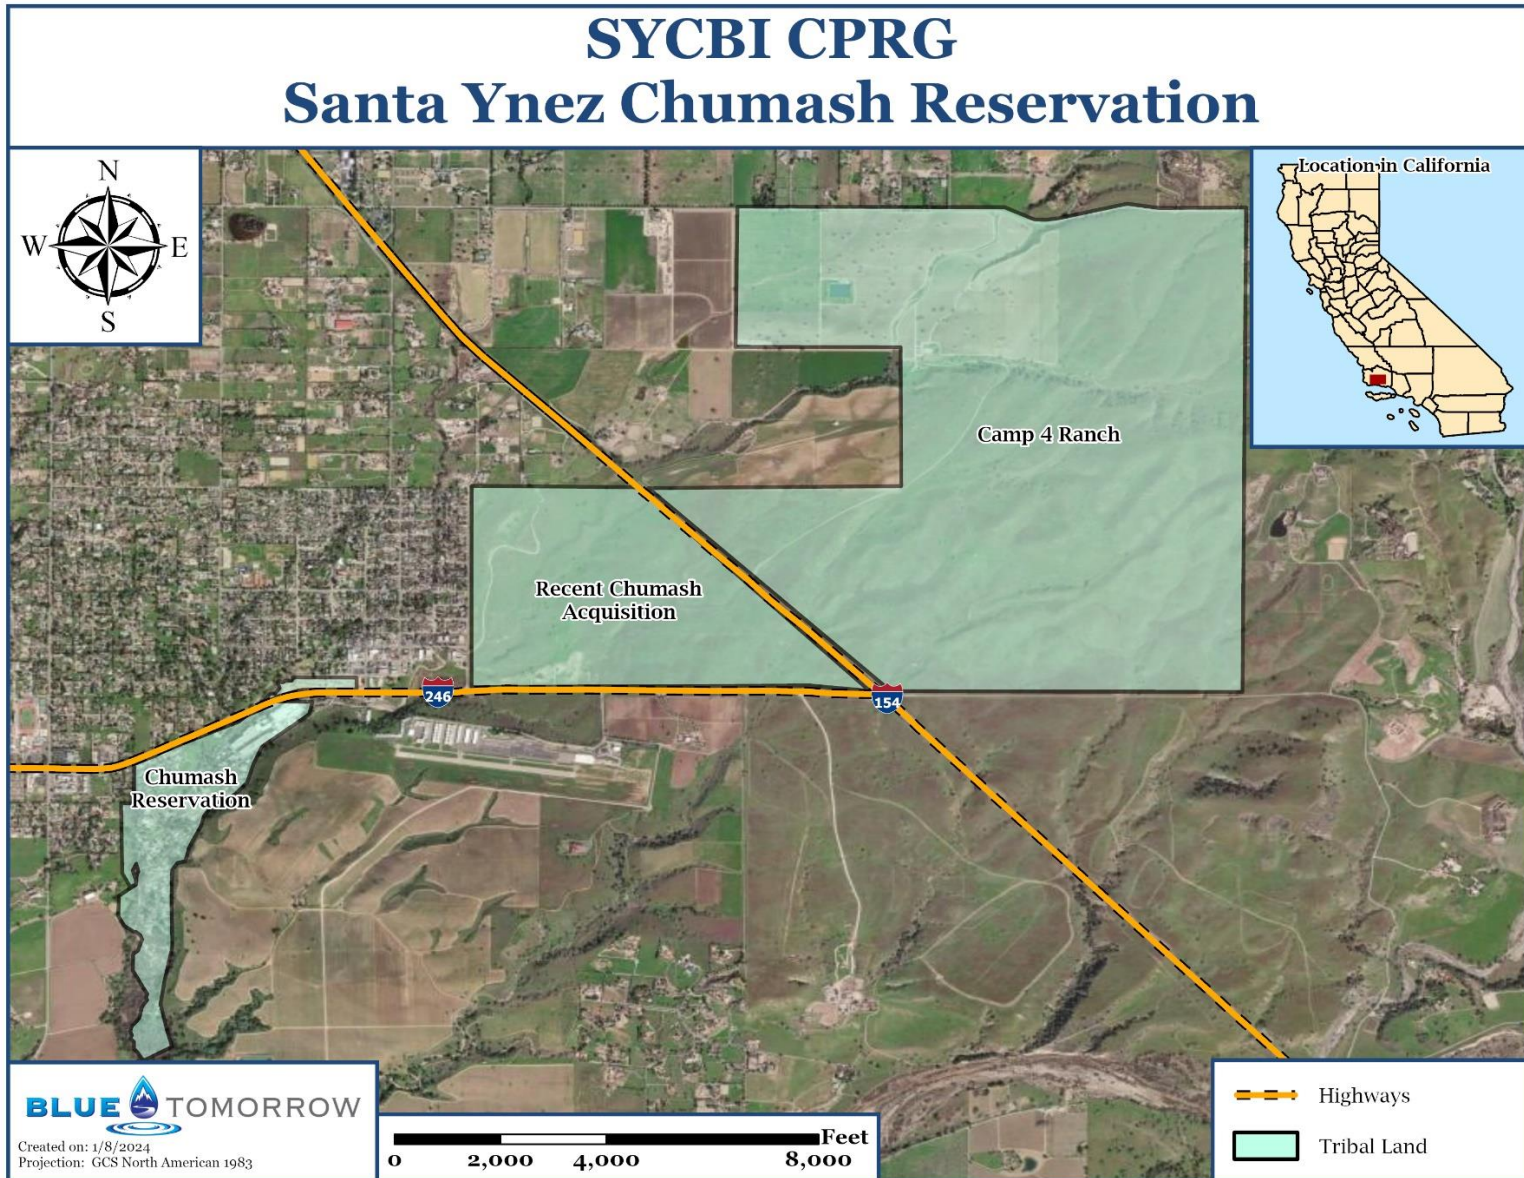 SYCBI CPRG
Santa Ynez Chumash Reservation
N
W
E
S
Location in California
Camp 4 Ranch
Recent Chumash
Acquisition
246
154
Chumash
Reservation
BLUE TOMORROW
Created on: 1/8/2024
Projection: GCS North American 1983
Feet
0 2,000 4,000 8,000
Highways
Tribal Land